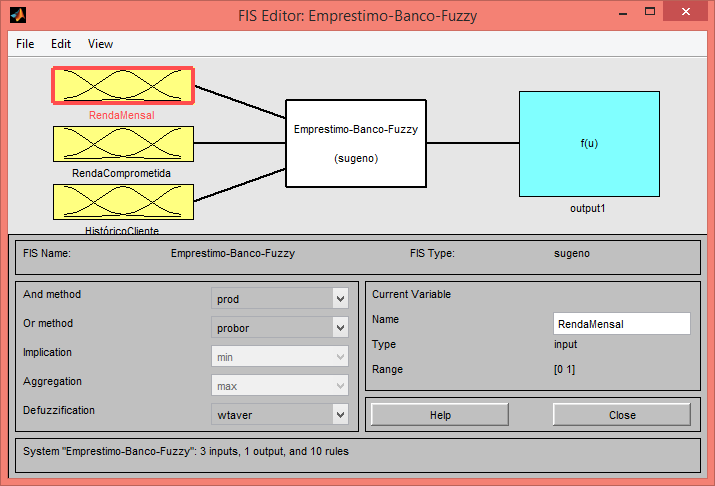 FIS Editor: Emprestimo-Banco-Fuzzy
File Edit View
RendaMensal
RendaComprometida
HistóricoCliente
Emprestimo-Banco-Fuzzy
(sugeno)
f(u)
output1
FIS Name: Emprestimo-Banco-Fuzzy FIS Type: sugeno
And method prod
Or method probor
Implication min
Aggregation max
Defuzzification wtaver
Current Variable
Name RendaMensal
Type input
Range [0 1]
Help Close
System "Emprestimo-Banco-Fuzzy": 3 inputs, 1 output, and 10 rules